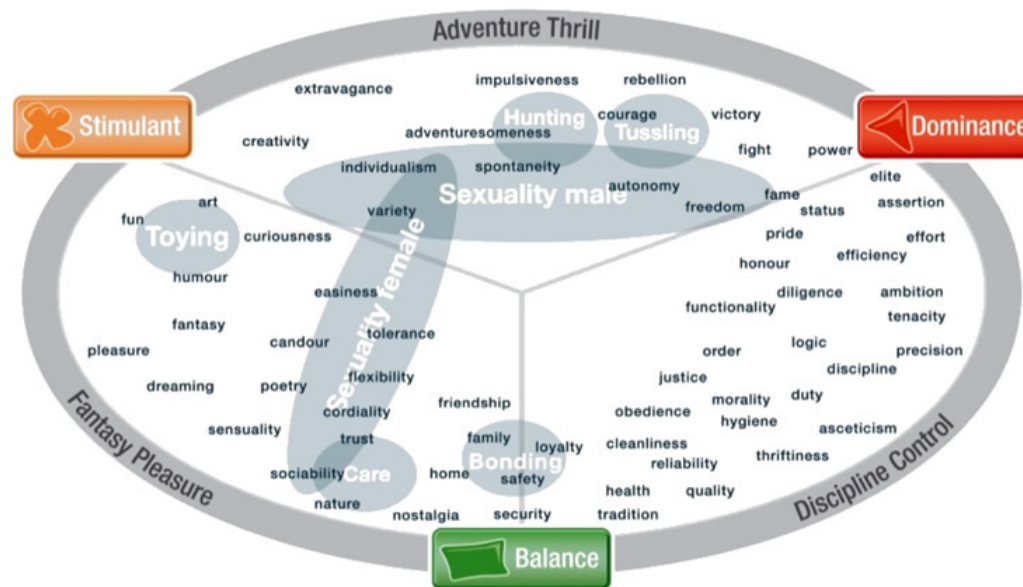 Adventure Thrill
impulsiveness
rebellion
extravagance
Hunting
courage
victory
Stimulant
Tussling
Dominance
creativity
adventuresomeness
fight
power
individualism
spontaneity
elite
Sexuality male
autonomy
fame
art
variety
freedom
status
assertion
fun
Toying
curiousness
pride
effort
honour
efficiency
humour
Sexuality female
easiness
diligence
ambition
functionality
tenacity
fantasy
candour
tolerance
logic
pleasure
order
precision
dreaming
poetry
flexibility
justice
discipline
morality
duty
cordiality
friendship
obedience
hygiene
sensuality
trust
family
loyalty
cleanliness
asceticism
thriftiness
Fantasy Pleasure
sociability
Care
home
Bonding
safety
reliability
Discipline Control
health
quality
nature
nostalgia
security
tradition
Balance